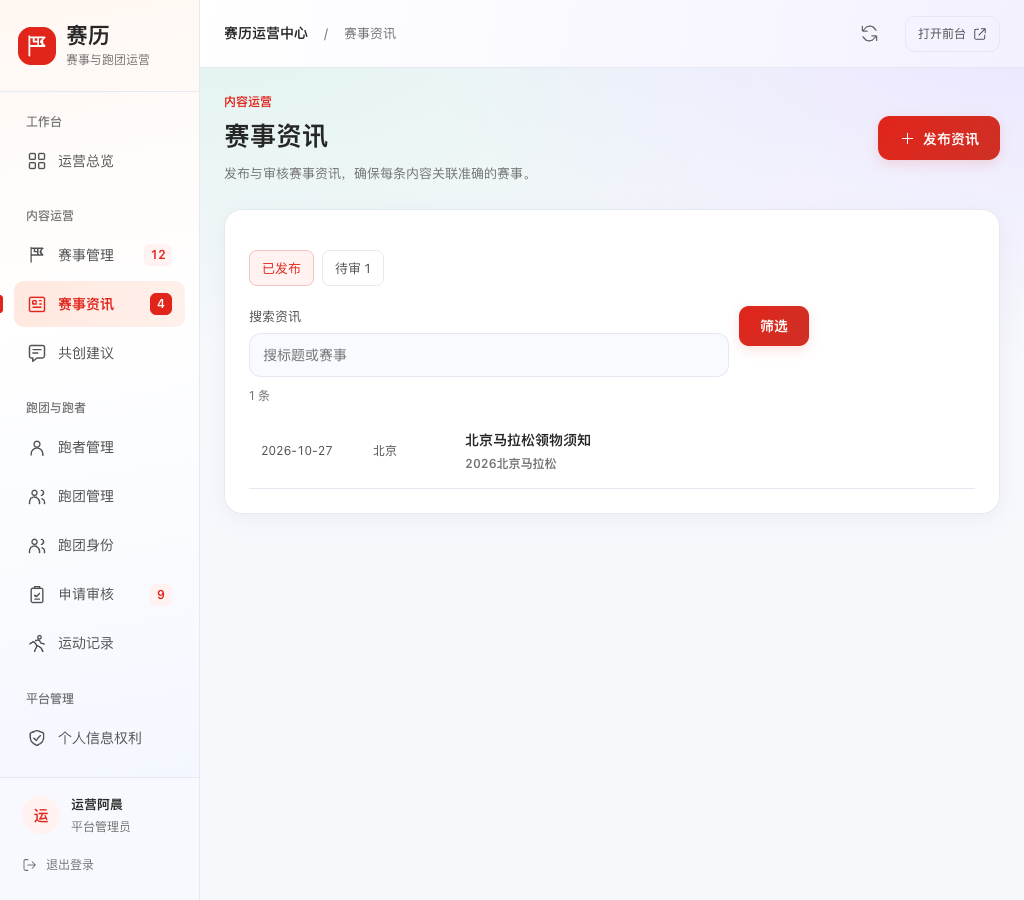 赛历
赛事与跑团运营
工作台
运营总览
内容运营
赛事管理 12
赛事资讯 4
共创建议
跑团与跑者
跑者管理
跑团管理
跑团身份
申请审核 9
运动记录
平台管理
个人信息权利
运 运营阿晨
平台管理员
退出登录
赛历运营中心 / 赛事资讯
打开前台
内容运营
赛事资讯
发布与审核赛事资讯，确保每条内容关联准确的赛事。
发布资讯
已发布 待审 1
搜索资讯
搜标题或赛事
筛选
1 条
2026-10-27 北京 北京马拉松领物须知
2026北京马拉松